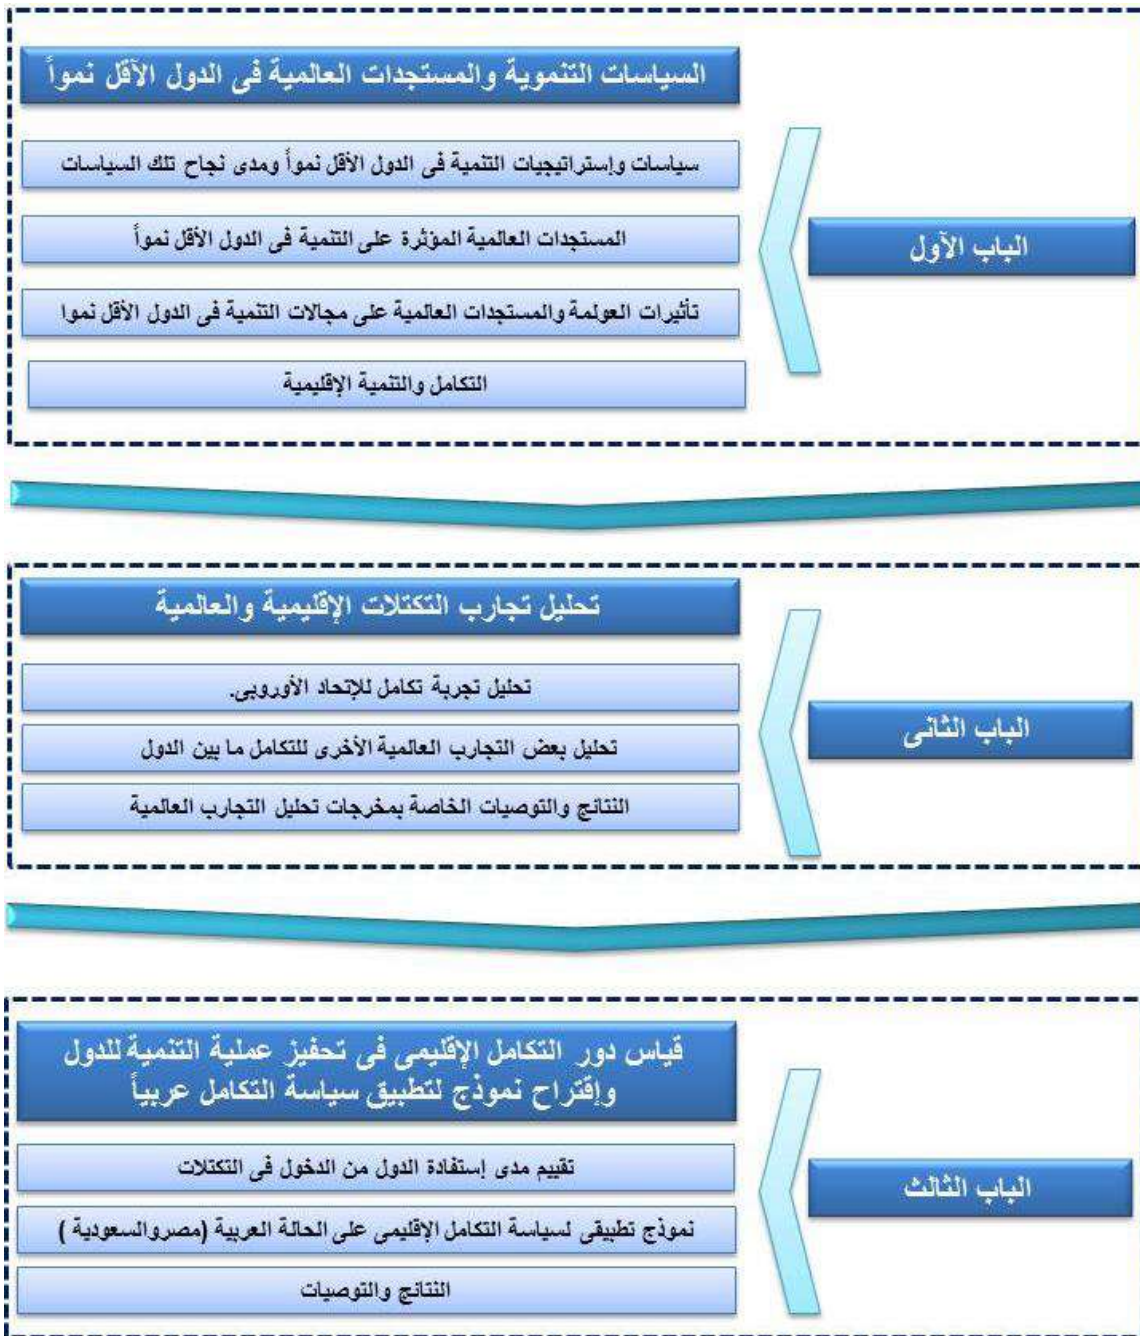 الباب الآول
السياسات التنموية والمستجدات العالمية فى الدول الآقل نمواً
سياسات وإستراتيجيات التنمية فى الدول الأقل نمواً ومدى نجاح تلك السياسات
المستجدات العالمية المؤثرة على التنمية فى الدول الأقل نمواً
تأثيرات العولمة والمستجدات العالمية على مجالات التنمية فى الدول الأقل نموا
التكامل والتنمية الإقليمية
الباب الثانى
تحليل تجارب التكتلات الإقليمية والعالمية
تحليل تجربة تكامل للإتحاد الأوروبى.
تحليل بعض التجارب العالمية الأخرى للتكامل ما بين الدول
النتائج والتوصيات الخاصة بمخرجات تحليل التجارب العالمية
الباب الثالث
قياس دور التكامل الإقليمى فى تحفيز عملية التنمية للدول
وإقتراح نموذج لتطبيق سياسة التكامل عربياً
تقييم مدى إستفادة الدول من الدخول فى التكتلات
نموذج تطبيقى لسياسة التكامل الإقليمى على الحالة العربية (مصروالسعودية )
النتائج والتوصيات